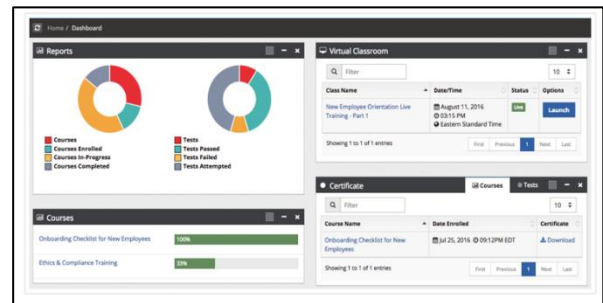 Home / Dashboard
Reports
Courses
Courses Enrolled
Courses In-Progress
Courses Completed
Tests
Tests Passed
Tests Failed
Tests Attempted
Courses
Onboarding Checklist for New Employees
100%
Ethics & Compliance Training
33%
Virtual Classroom
Filter
10
Class Name Date/Time Status Options
New Employee Orientation Live Training - Part 1
August 11, 2016
03:15 PM
Eastern Standard Time
Live
Launch
Showing 1 to 1 of 1 entries
First Previous 1 Next Last
Certificate Courses Tests
Filter
10
Course Name Date Enrolled Certificate
Onboarding Checklist for New
Employees
Jul 25, 2016 09:12PM EDT
Download
Showing 1 to 1 of 1 entries
First Previous 1 Next Last